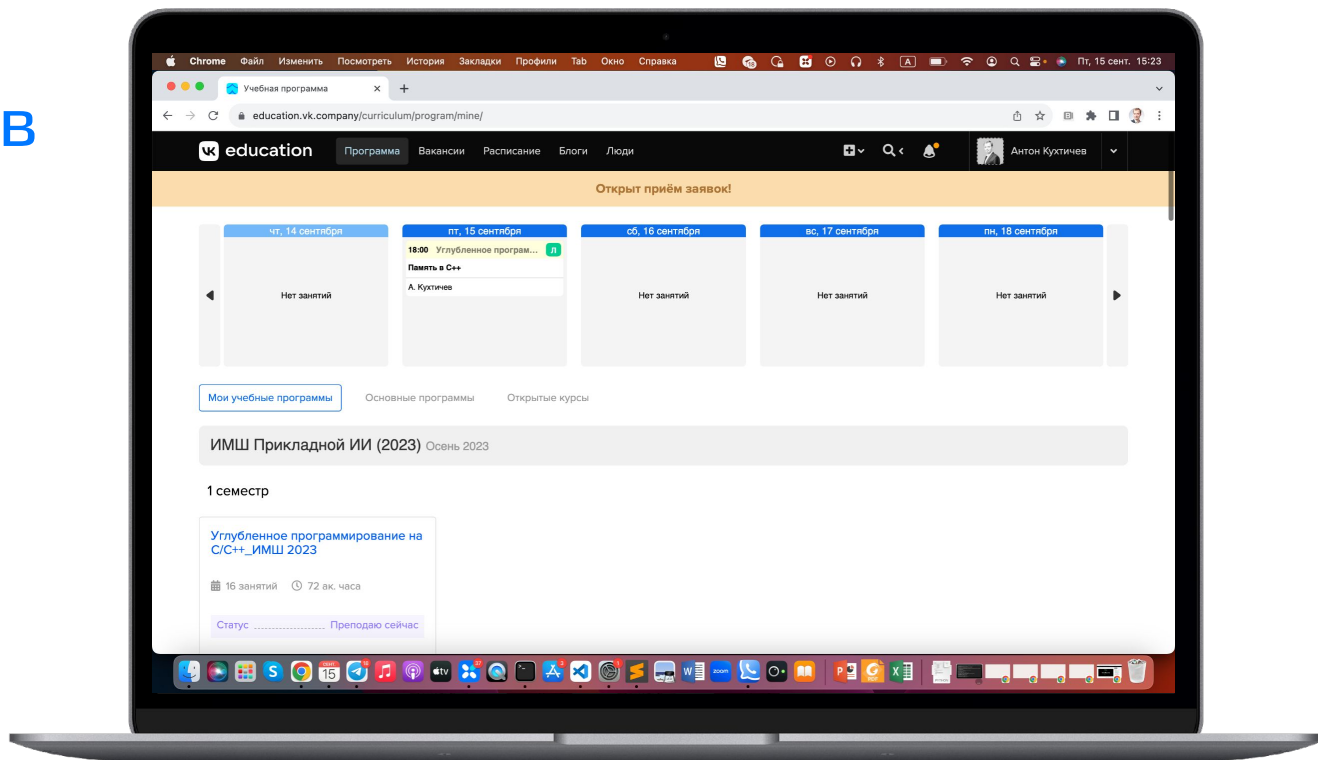 в
Chrome Файл Изменить Посмотреть История Закладки Профили Tab Окно Справка Пт, 15 сент. 15:23
Учебная программа
education.vk.company/curriculum/program/mine/
education Программа Вакансии Расписание Блоги Люди Антон Кухтичев
Открыт приём заявок!
чт, 14 сентября пт, 15 сентября сб, 16 сентября вс, 17 сентября пн, 18 сентября
18:00 Углубленное програм... Л
Память в C++
А. Кухтичев
Нет занятий Нет занятий Нет занятий Нет занятий
Мои учебные программы Основные программы Открытые курсы
ИМШ Прикладной ИИ (2023) Осень 2023
1 семестр
Углубленное программирование на
С/С++_ИМШ 2023
16 занятий 72 ак. часа
Статус Преподаю сейчас